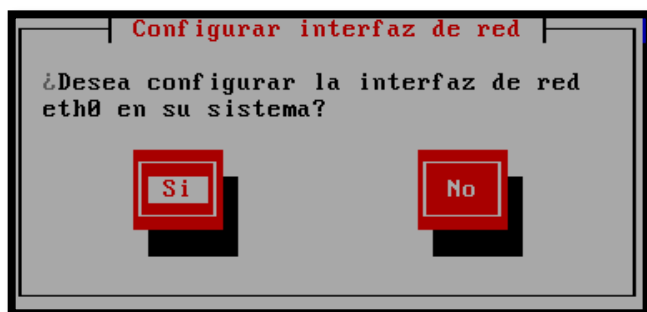 Configurar interfaz de red
¿Desea configurar la interfaz de red
eth0 en su sistema?
Si
No